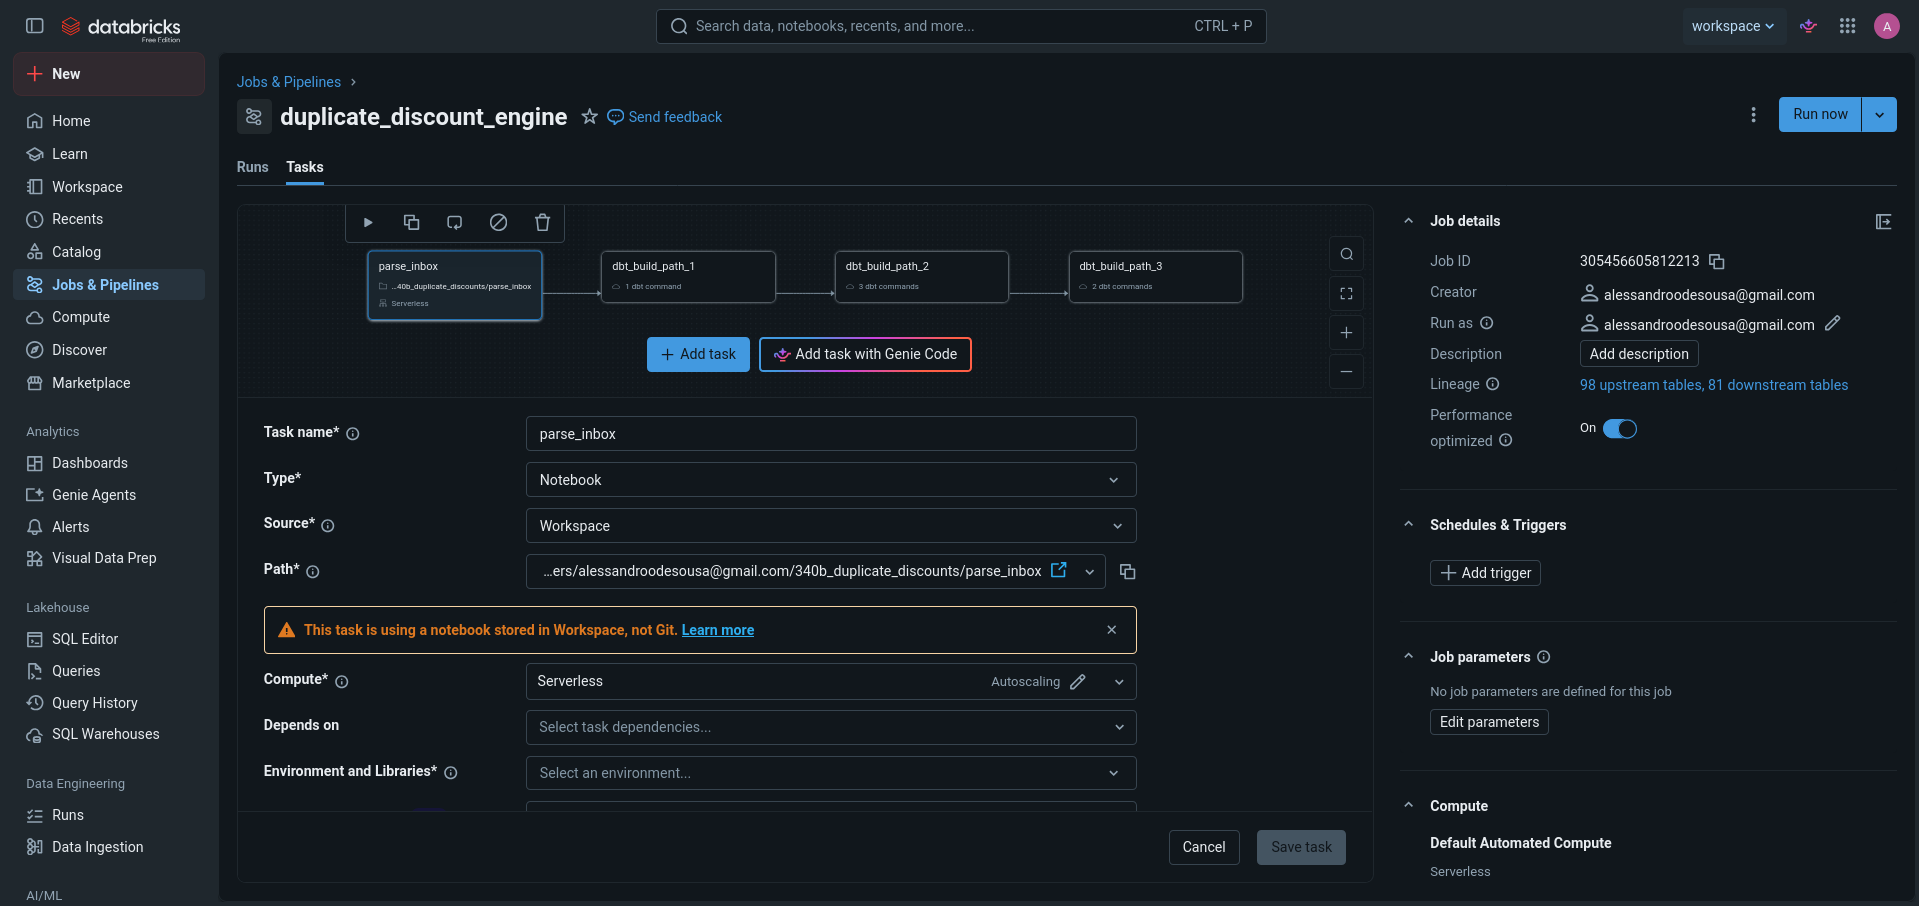 databricks
Free Edition
Search data, notebooks, recents, and more...
CTRL + P
workspace
A
New
Home
Learn
Workspace
Recents
Catalog
Jobs & Pipelines
Compute
Discover
Marketplace
Analytics
Dashboards
Genie Agents
Alerts
Visual Data Prep
Lakehouse
SQL Editor
Queries
Query History
SQL Warehouses
Data Engineering
Runs
Data Ingestion
AI/ML
Jobs & Pipelines
duplicate_discount_engine
Send feedback
Run now
Runs
Tasks
parse_inbox
...40b_duplicate_discounts/parse_inbox
Serverless
dbt_build_path_1
1 dbt command
dbt_build_path_2
3 dbt commands
dbt_build_path_3
2 dbt commands
Add task
Add task with Genie Code
Task name*
parse_inbox
Type*
Notebook
Source*
Workspace
Path*
...ers/alessandroodesousa@gmail.com/340b_duplicate_discounts/parse_inbox
This task is using a notebook stored in Workspace, not Git. Learn more
Compute*
Serverless
Autoscaling
Depends on
Select task dependencies...
Environment and Libraries*
Select an environment...
Cancel
Save task
Job details
Job ID
305456605812213
Creator
alessandroodesousa@gmail.com
Run as
alessandroodesousa@gmail.com
Description
Add description
Lineage
98 upstream tables, 81 downstream tables
Performance
optimized
On
Schedules & Triggers
Add trigger
Job parameters
No job parameters are defined for this job
Edit parameters
Compute
Default Automated Compute
Serverless